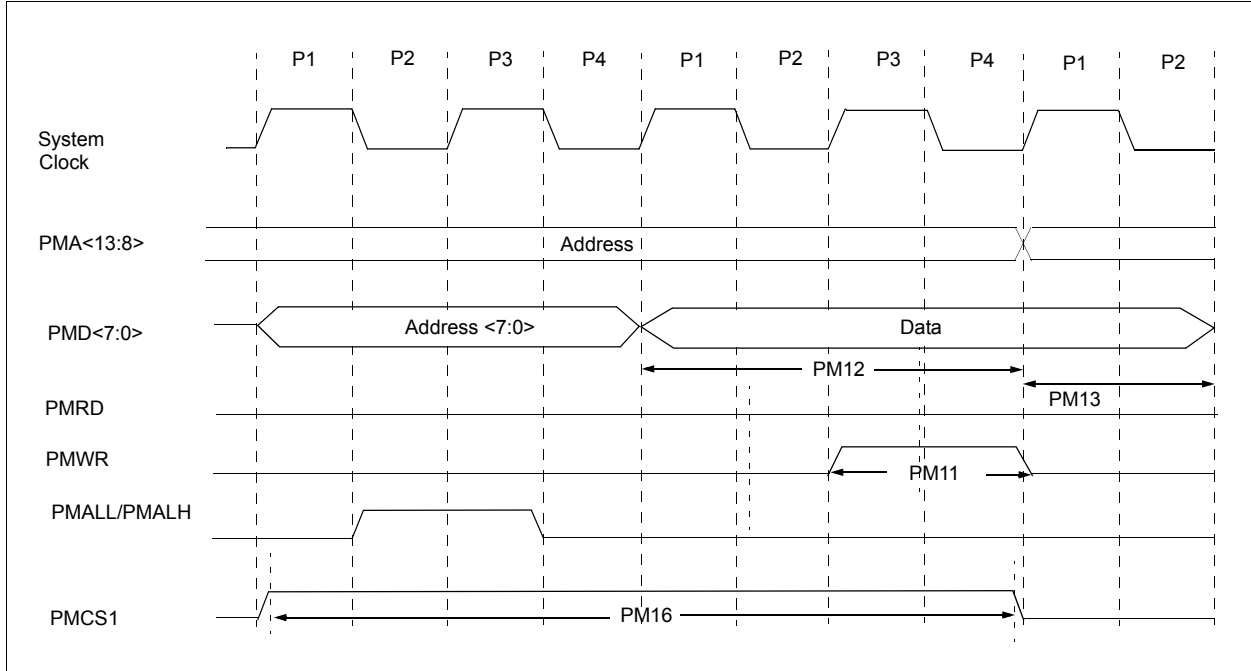 P1 P2 P3 P4 P1 P2 P3 P4 P1 P2
System
Clock
PMA<13:8>
Address
PMD<7:0>
Address <7:0>
Data
PM12
PM13
PMRD
PMWR
PM11
PMALL/PMALH
PMCS1
PM16